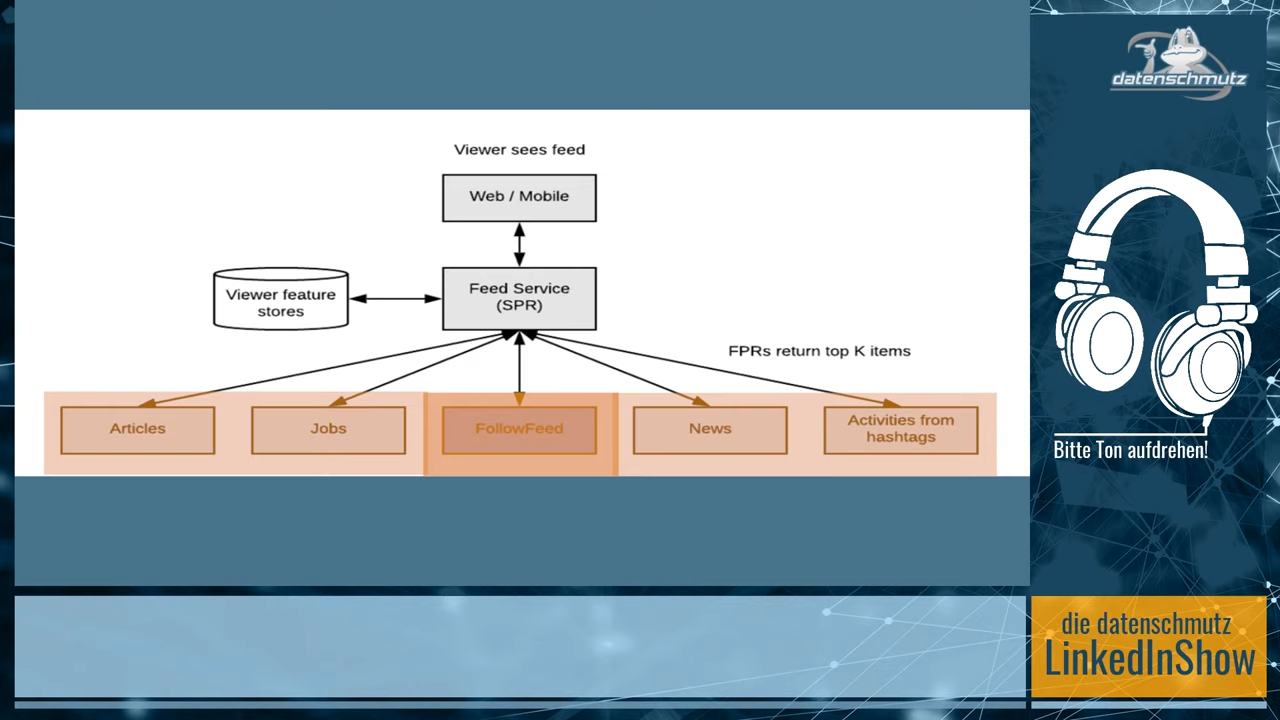 Viewer sees feed
Web / Mobile
Feed Service
(SPR)
Viewer feature
stores
FPRs return top K items
Articles
Jobs
FollowFeed
News
Activities from
hashtags
datenschmutz
Bitte Ton aufdrehen!
die datenschmutz
LinkedInShow